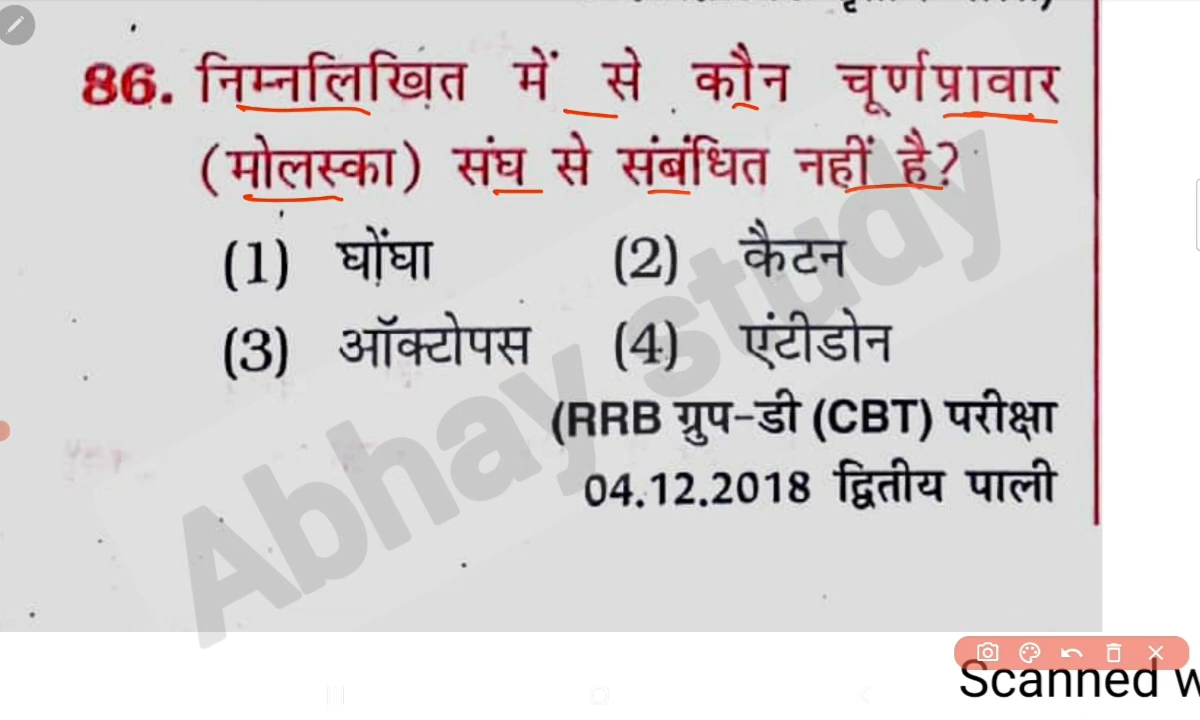 86. निम्नलिखित में से कौन चूर्णप्रावार
(मोलस्का) संघ से संबंधित नहीं है?
(1) घोंघा (2) कैटन
(3) ऑक्टोपस (4) एंटीडोन
(RRB ग्रुप-डी (CBT) परीक्षा
04.12.2018 द्वितीय पाली
Abhay study
Scanned w